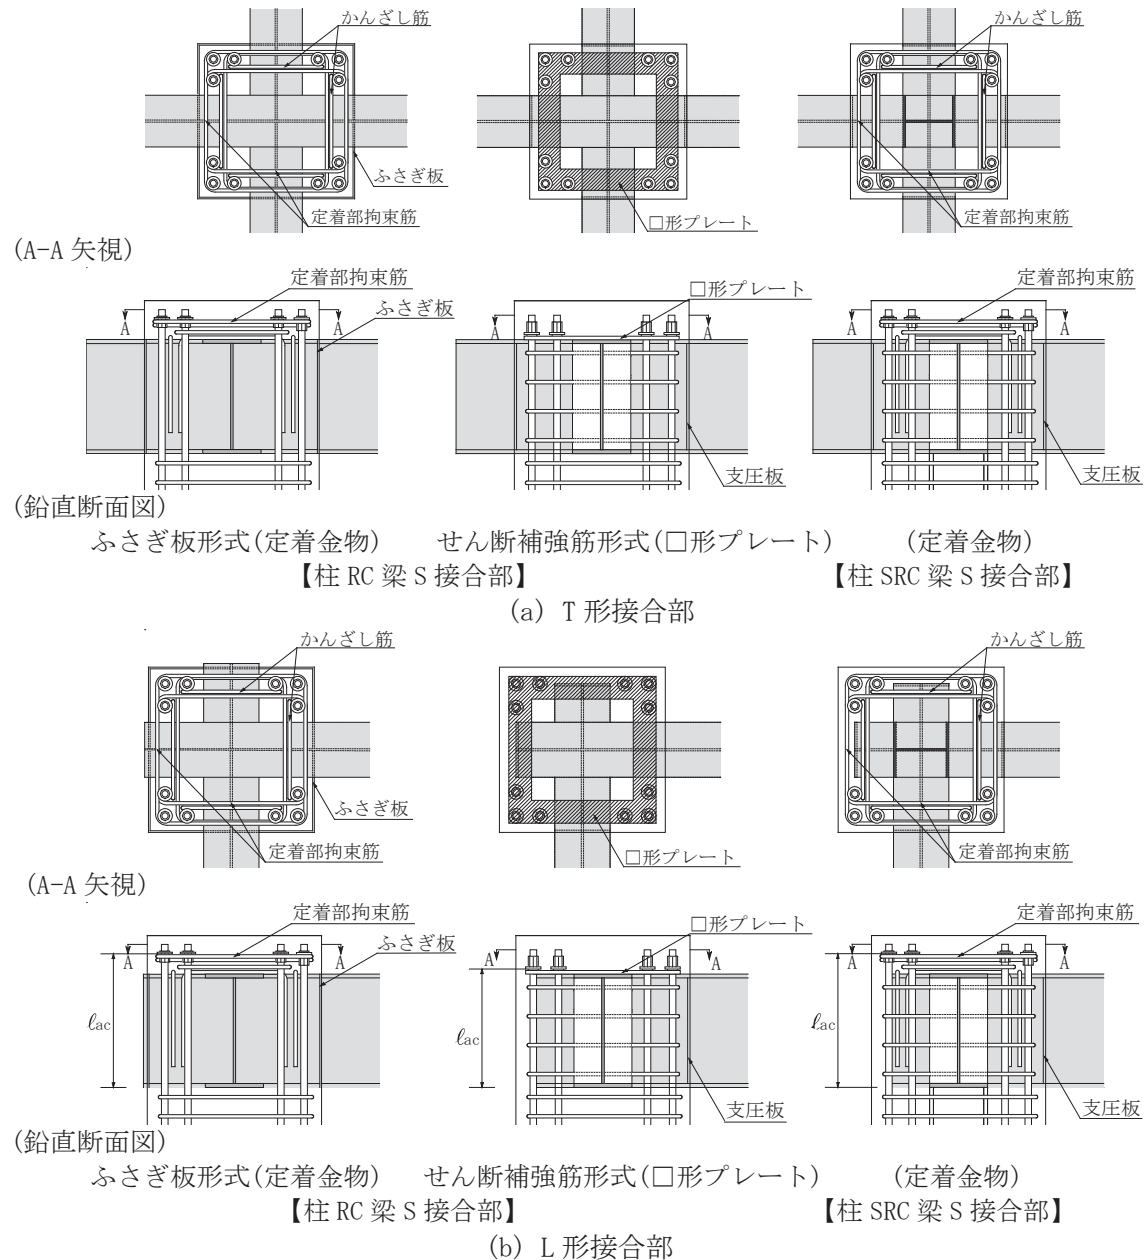 かんざし筋 かんざし筋
ふさぎ板
定着部拘束筋 □形プレート 定着部拘束筋
(A-A 矢視)
定着部拘束筋 □形プレート 定着部拘束筋
ふさぎ板
A A A A A A
支圧板 支圧板
(鉛直断面図)
ふさぎ板形式(定着金物) せん断補強筋形式(□形プレート) (定着金物)
【柱 RC 梁 S 接合部】 【柱 SRC 梁 S 接合部】
(a) T 形接合部
かんざし筋 かんざし筋
ふさぎ板
定着部拘束筋 □形プレート 定着部拘束筋
(A-A 矢視)
定着部拘束筋 □形プレート 定着部拘束筋
ふさぎ板
A A A A A A
ℓac ℓac ℓac
支圧板 支圧板
(鉛直断面図)
ふさぎ板形式(定着金物) せん断補強筋形式(□形プレート) (定着金物)
【柱 RC 梁 S 接合部】 【柱 SRC 梁 S 接合部】
(b) L 形接合部